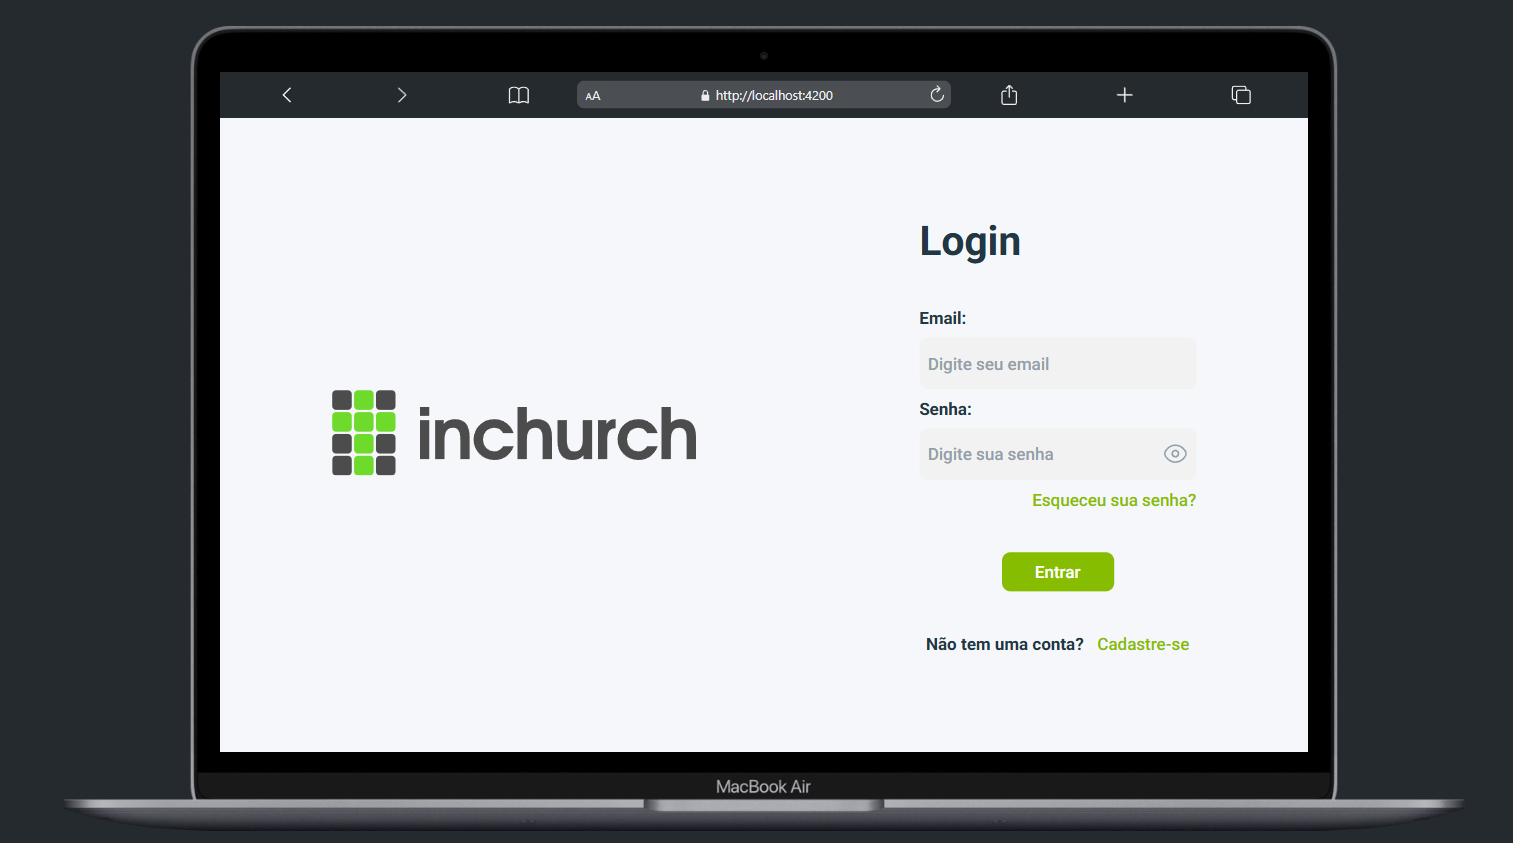 AA http://localhost:4200
inchurch
Login
Email:
Digite seu email
Senha:
Digite sua senha
Esqueceu sua senha?
Entrar
Não tem uma conta? Cadastre-se
MacBook Air